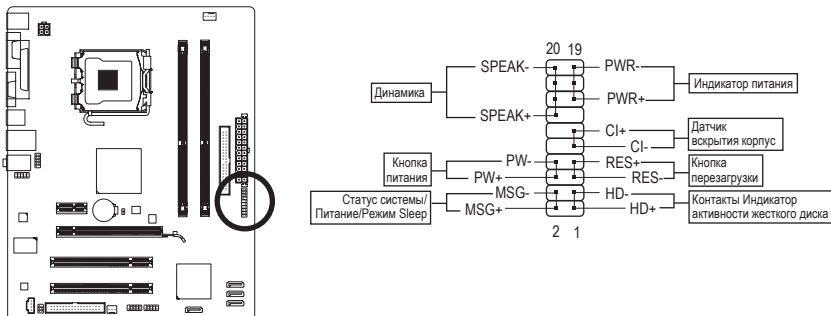 20 19
SPEAK- PWR-
Динамика
Индикатор питания
PWR+
SPEAK+
CI+
Датчик
вскрытия корпус
CI-
Кнопка
питания
PW- RES+
Кнопка
перезагрузки
PW+ RES-
Статус системы/
Питание/Режим Sleep
MSG- HD-
Контакты Индикатор
активности жесткого диска
MSG+ HD+
2 1